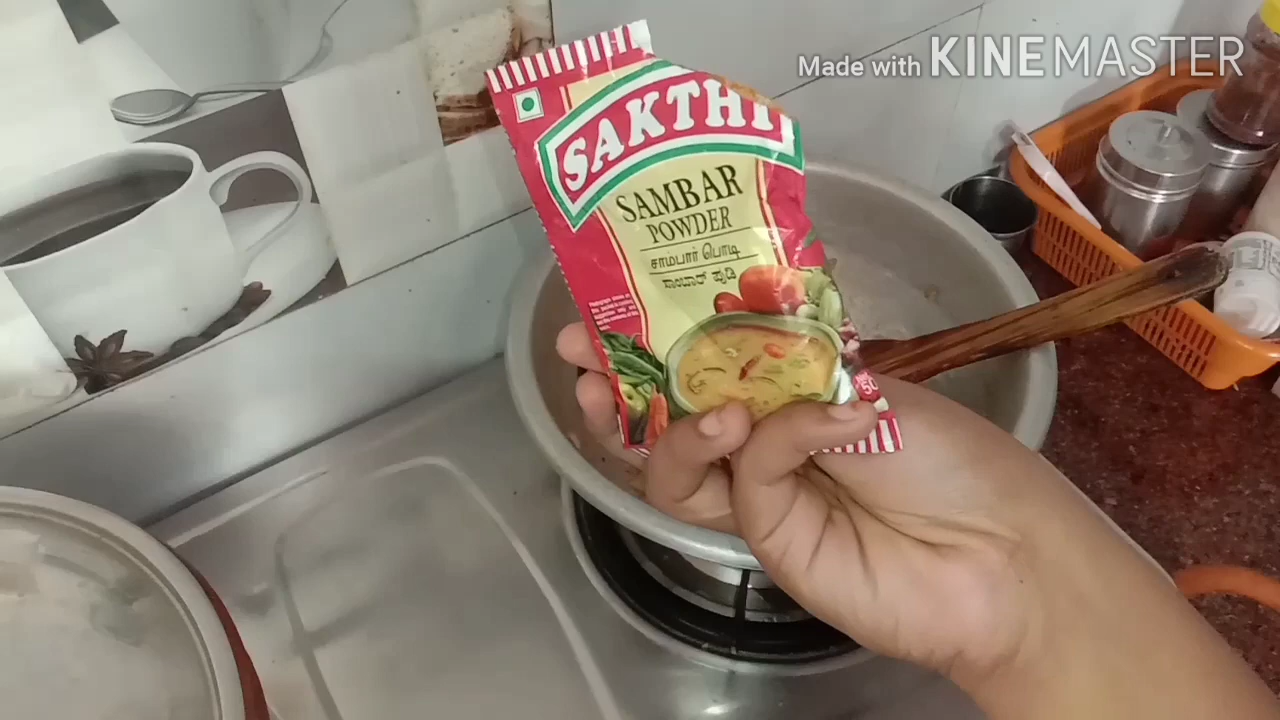 Made with KINEMASTER
SAKTHI
SAMBAR
POWDER
சாம்பார் பொடி
ಸಾಂಬಾರ್ ಪುಡಿ